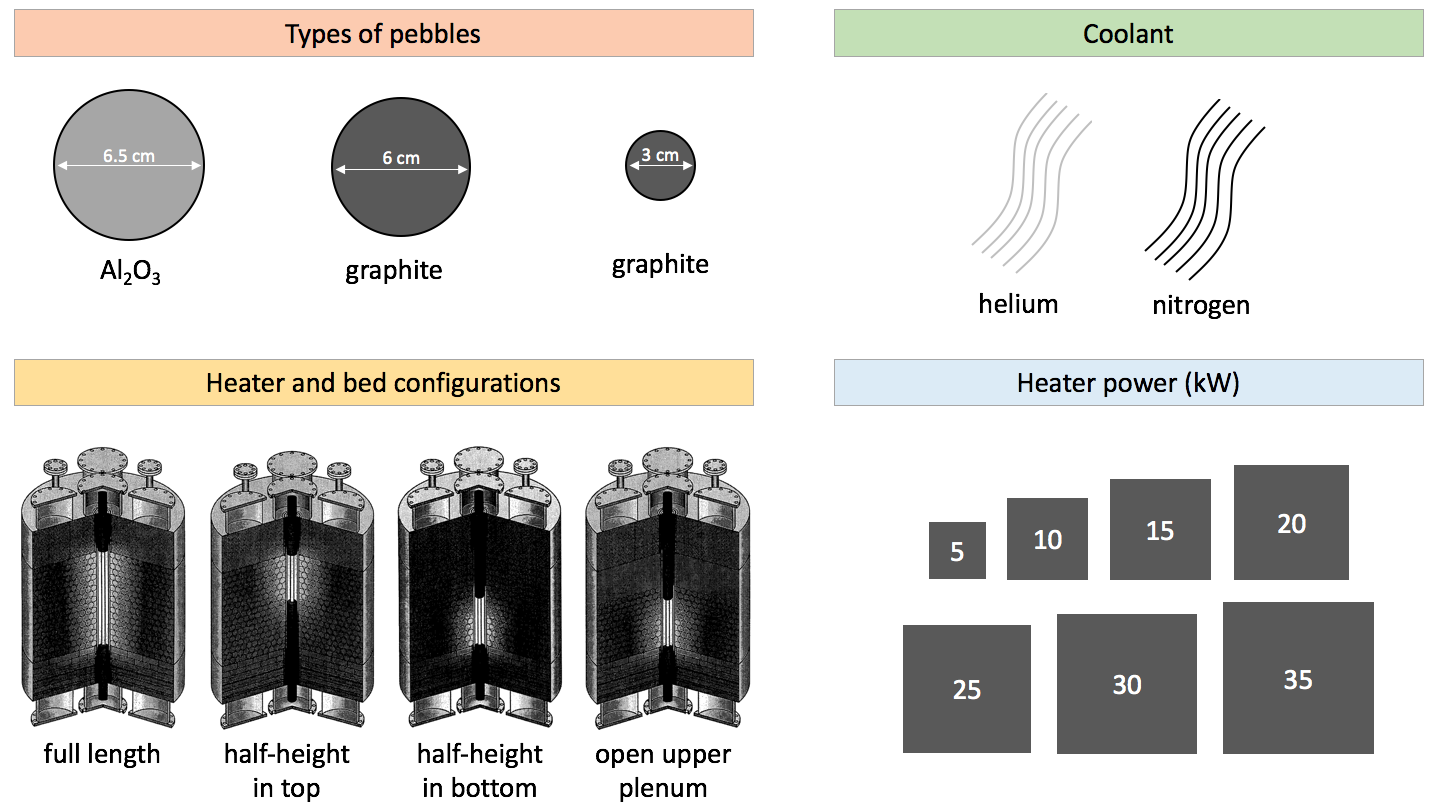 Types of pebbles
6.5 cm
6 cm
3 cm
Al₂O₃
graphite
graphite
Coolant
helium
nitrogen
Heater and bed configurations
full length
half-height
in top
half-height
in bottom
open upper
plenum
Heater power (kW)
5
10
15
20
25
30
35